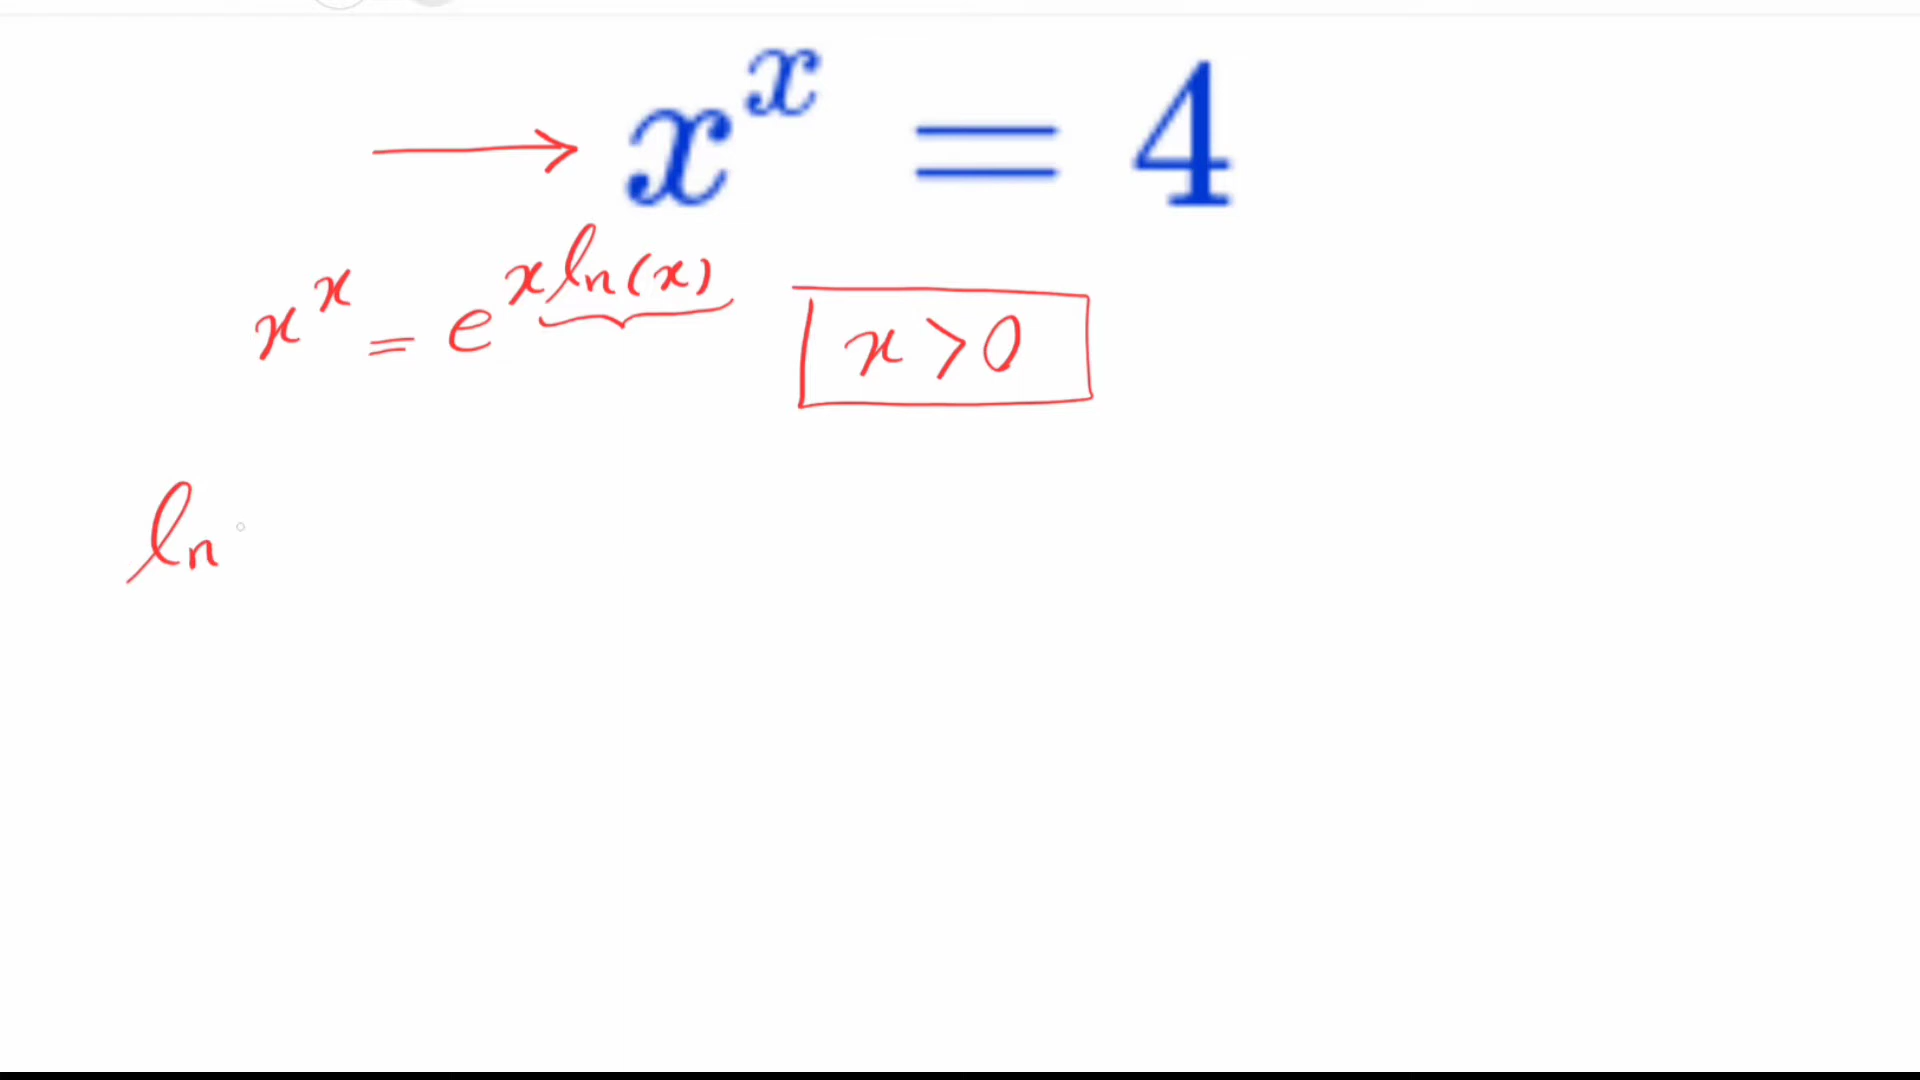 → x^x = 4
x^x = e^{x ln(x)} x > 0
ln